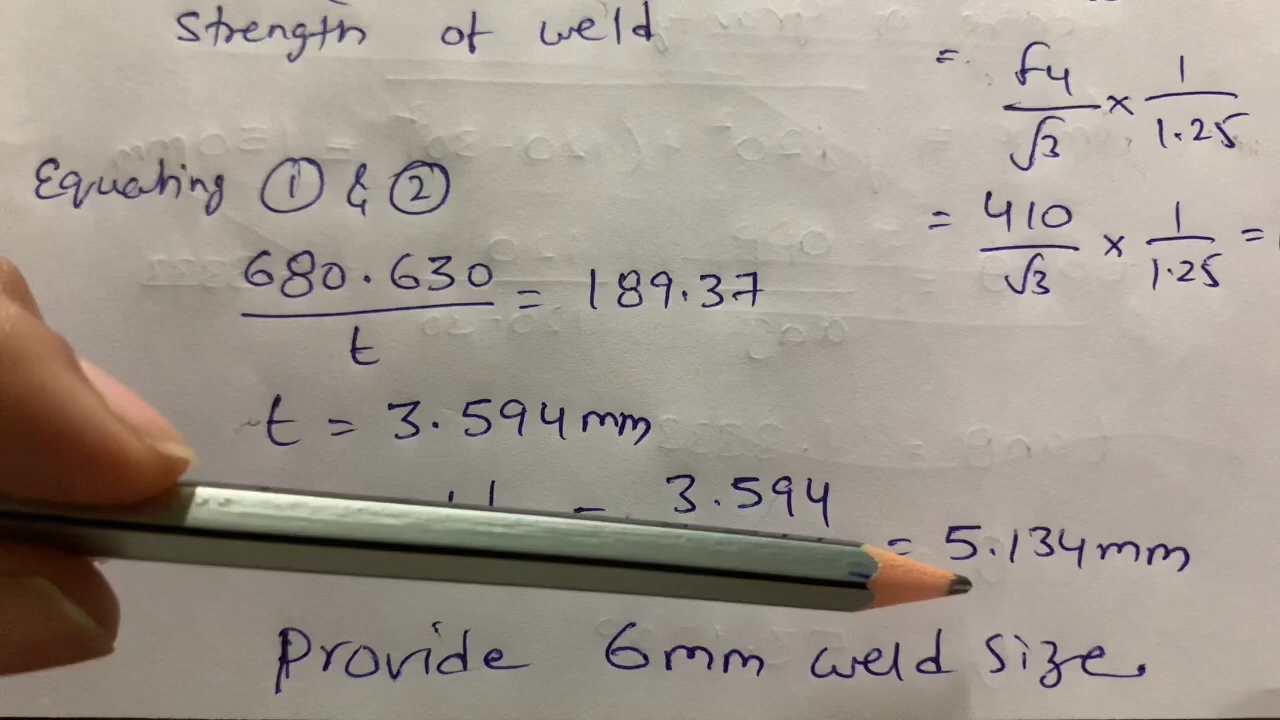 Strength of weld
= fu/√3 × 1/1.25
= 410/√3 × 1/1.25 =
Equating ① & ②
680.630/t = 189.37
t = 3.594 mm
= 3.594
= 5.134 mm
Provide 6mm weld size.